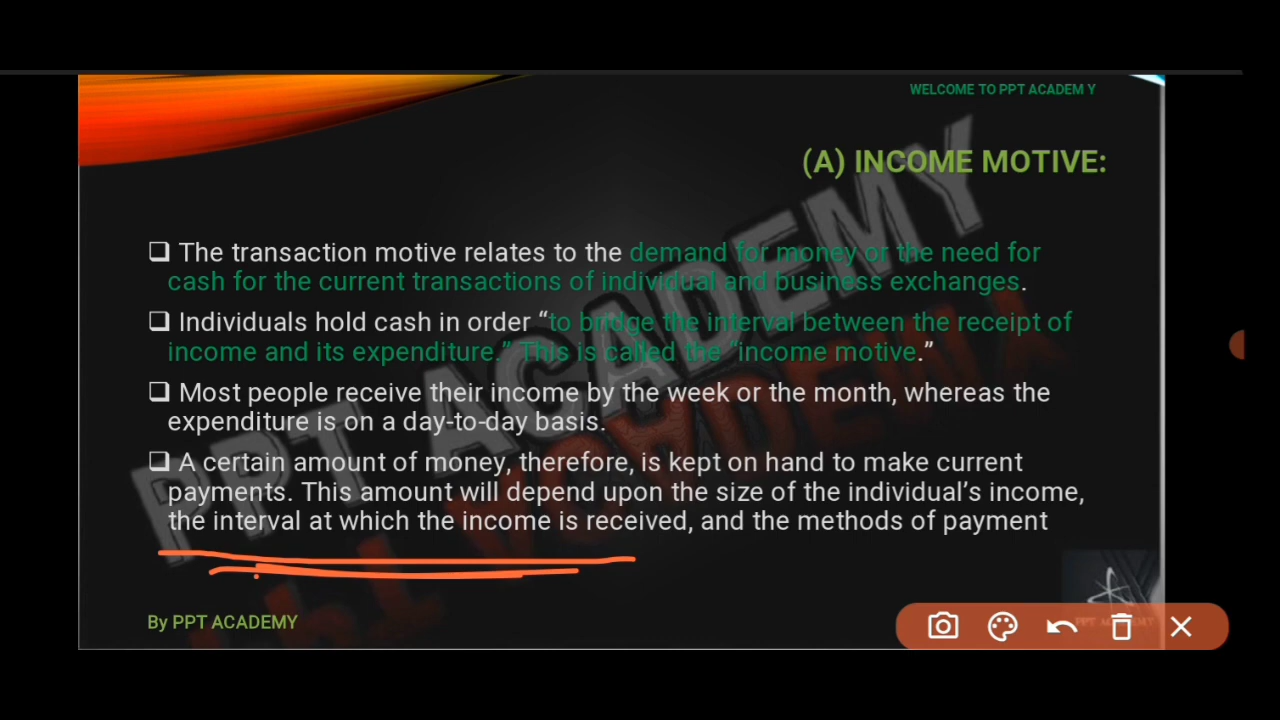 WELCOME TO PPT ACADEM Y
(A) INCOME MOTIVE:
❑ The transaction motive relates to the demand for money or the need for
cash for the current transactions of individual and business exchanges.
❑ Individuals hold cash in order “to bridge the interval between the receipt of
income and its expenditure.” This is called the “income motive.”
❑ Most people receive their income by the week or the month, whereas the
expenditure is on a day-to-day basis.
❑ A certain amount of money, therefore, is kept on hand to make current
payments. This amount will depend upon the size of the individual’s income,
the interval at which the income is received, and the methods of payment
PPT ACADEMY
By PPT ACADEMY
PPT ACADEMY